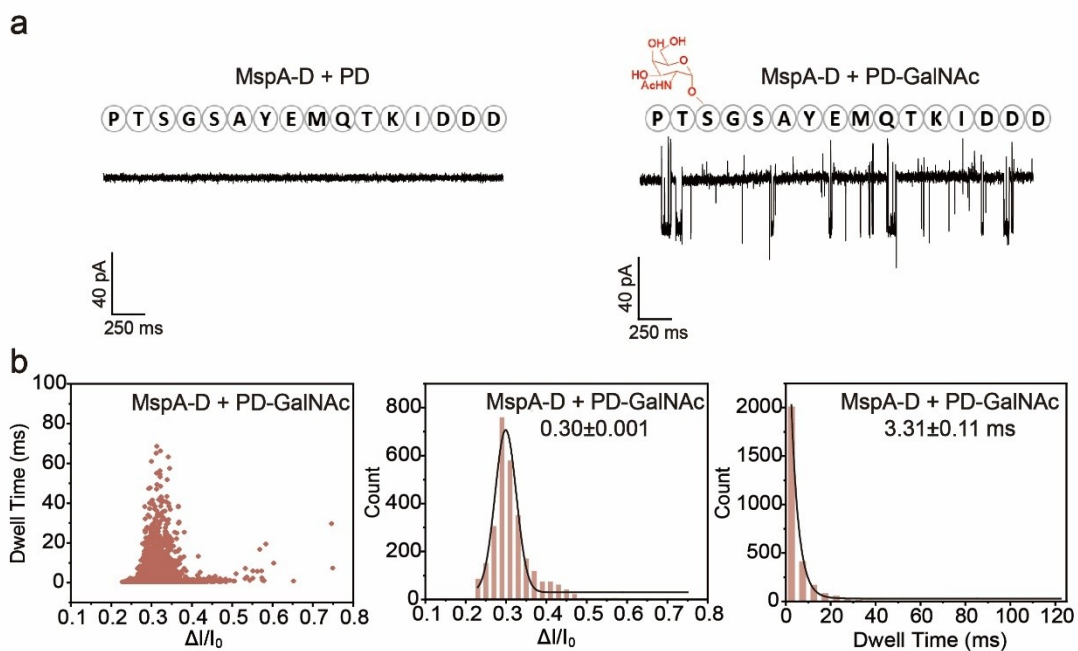 a
MspA-D + PD
P T S G S A Y E M Q T K I D D D
40 pA
250 ms
OH OH
O
HO
AcHN
O
MspA-D + PD-GalNAc
P T S G S A Y E M Q T K I D D D
40 pA
250 ms
b
MspA-D + PD-GalNAc
Dwell Time (ms)
100
80
60
40
20
0
0.1 0.2 0.3 0.4 0.5 0.6 0.7 0.8
ΔI/I₀
MspA-D + PD-GalNAc
0.30±0.001
Count
800
600
400
200
0
0.2 0.3 0.4 0.5 0.6 0.7 0.8
ΔI/I₀
MspA-D + PD-GalNAc
3.31±0.11 ms
Count
2000
1500
1000
500
0
0 20 40 60 80 100 120
Dwell Time (ms)